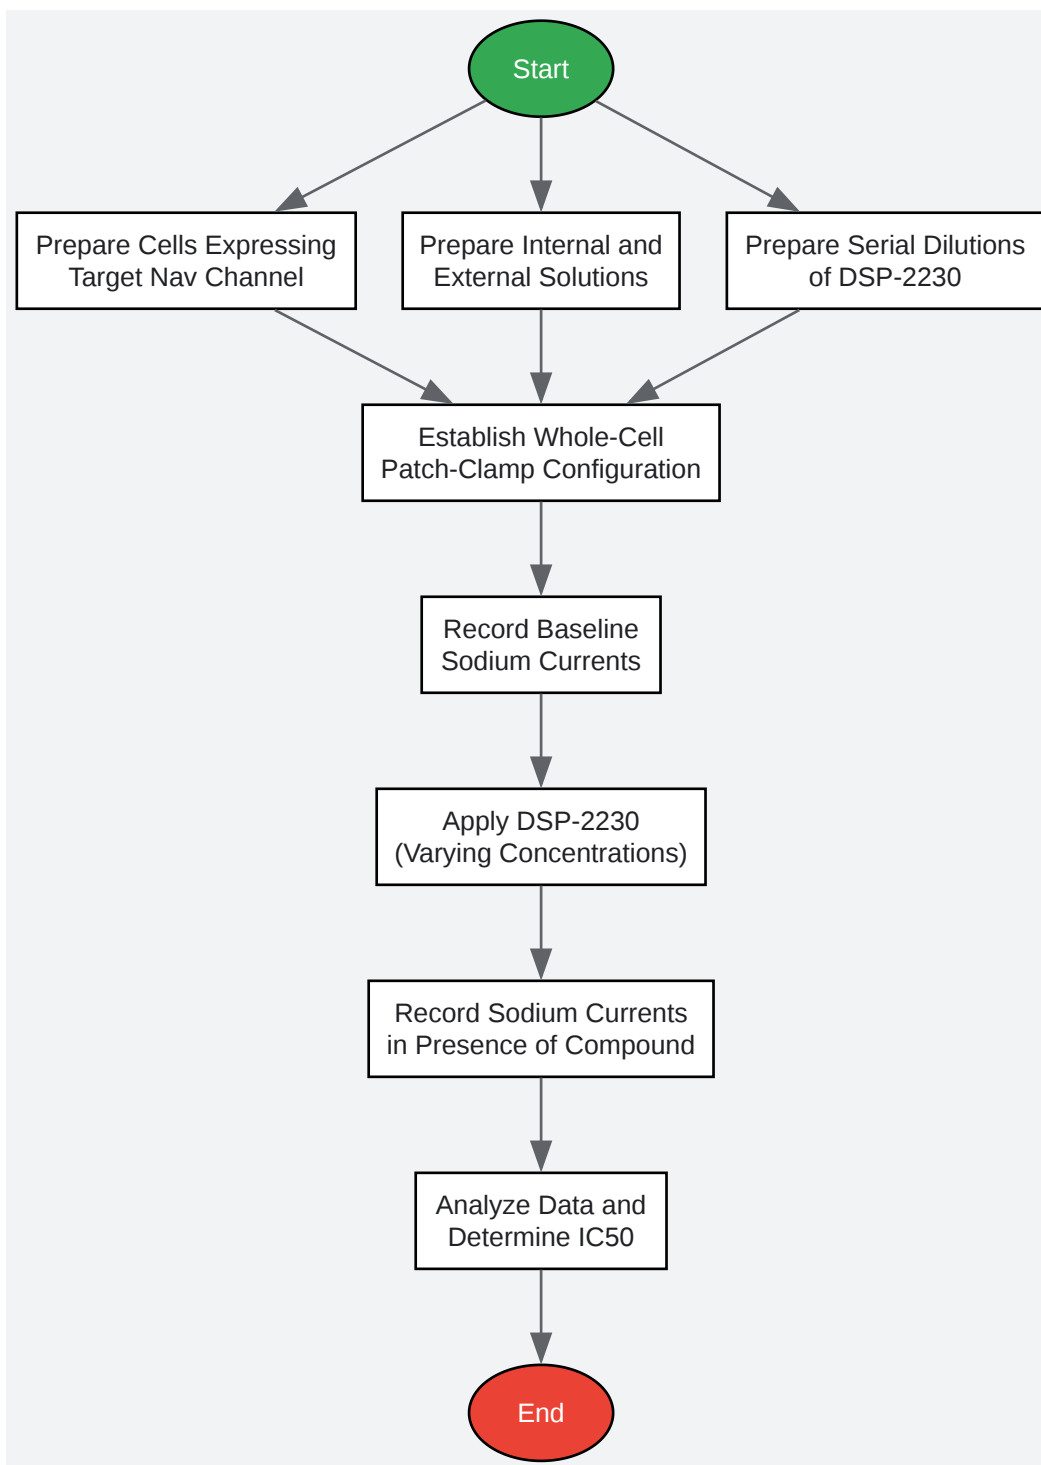 Start
Prepare Cells Expressing
Target Nav Channel
Prepare Internal and
External Solutions
Prepare Serial Dilutions
of DSP-2230
Establish Whole-Cell
Patch-Clamp Configuration
Record Baseline
Sodium Currents
Apply DSP-2230
(Varying Concentrations)
Record Sodium Currents
in Presence of Compound
Analyze Data and
Determine IC50
End